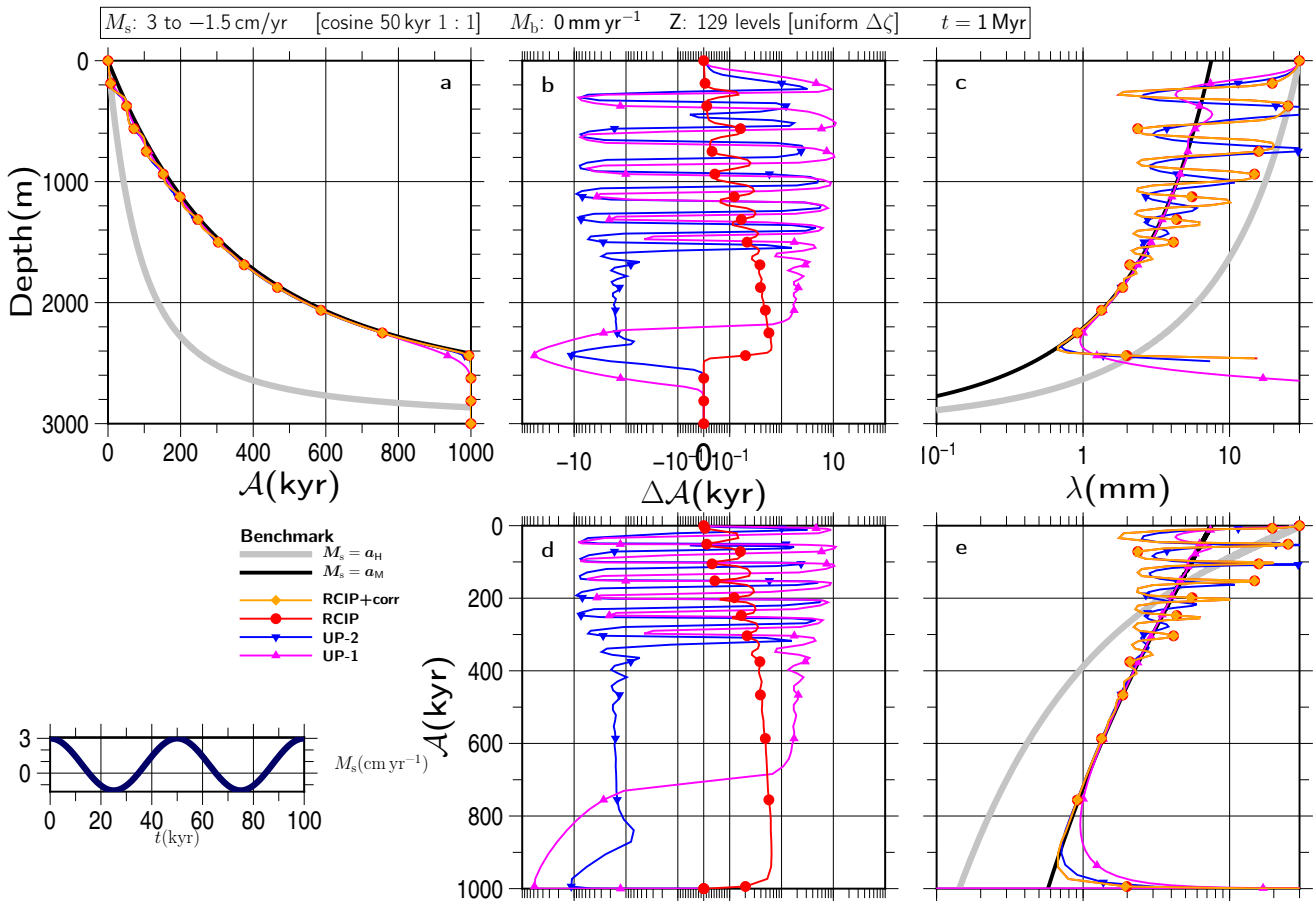 M_s: 3 to −1.5 cm/yr [cosine 50 kyr 1 : 1] M_b: 0 mm yr⁻¹ Z: 129 levels [uniform Δζ] t = 1 Myr
a b c
0
1000
2000
3000
Depth(m)
0 200 400 600 800 1000
𝒜(kyr)
−10 −10⁻¹ 0 10⁻¹ 10
Δ𝒜(kyr)
10⁻¹ 1 10
λ(mm)
Benchmark
M_s = a_H
M_s = a_M
RCIP+corr
RCIP
UP-2
UP-1
d e
0
200
400
600
800
1000
𝒜(kyr)
3
0
M_s(cm yr⁻¹)
0 20 40 60 80 100
t(kyr)